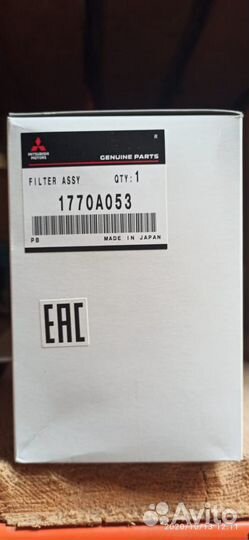 R
MITSUBISHI
MOTORS
GENUINE PARTS
FILTER ASSY QTY:1
1770A053
PB MADE IN JAPAN
EAC
Avito
2020/10/13 12:11